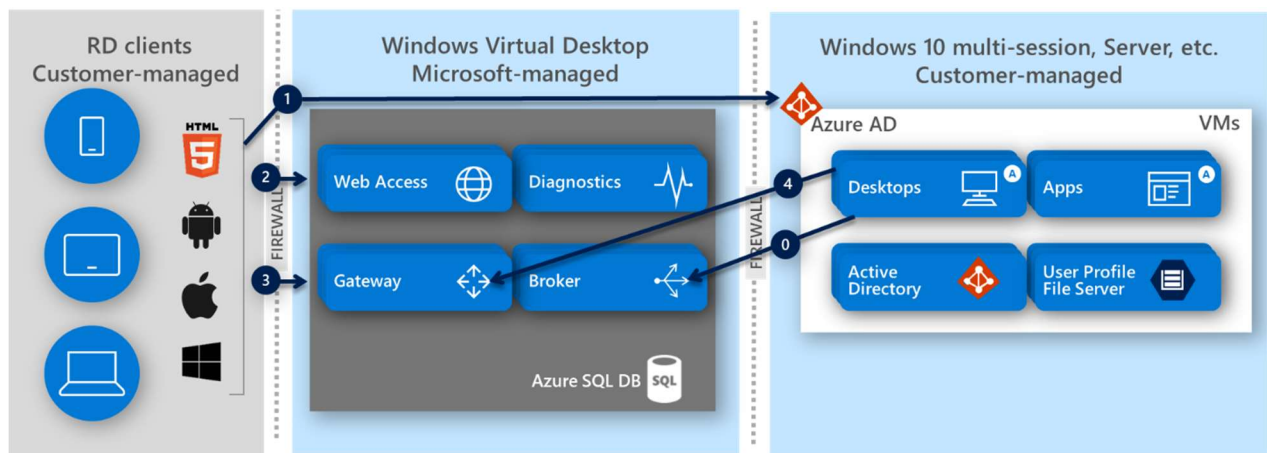 RD clients
Customer-managed
HTML
5
FIREWALL
Windows Virtual Desktop
Microsoft-managed
1
2
3
Web Access
Diagnostics
Gateway
Broker
Azure SQL DB
SQL
4
0
FIREWALL
Windows 10 multi-session, Server, etc.
Customer-managed
Azure AD
VMs
Desktops
A
Apps
A
Active
Directory
User Profile
File Server